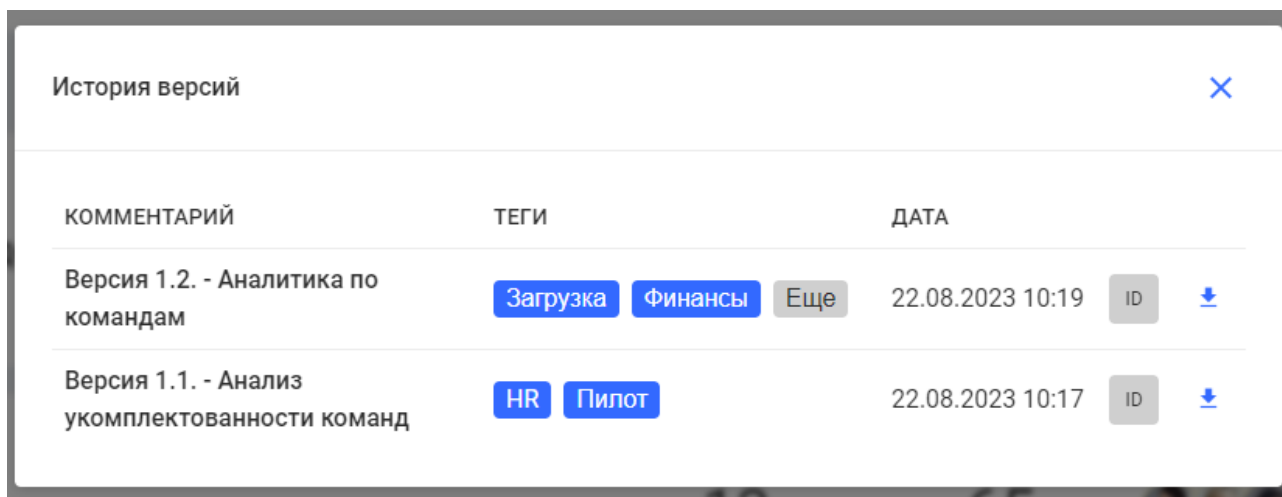 История версий
КОММЕНТАРИЙ ТЕГИ ДАТА
Версия 1.2. - Аналитика по
командам
Загрузка Финансы Еще 22.08.2023 10:19 ID
Версия 1.1. - Анализ
укомплектованности команд
HR Пилот 22.08.2023 10:17 ID